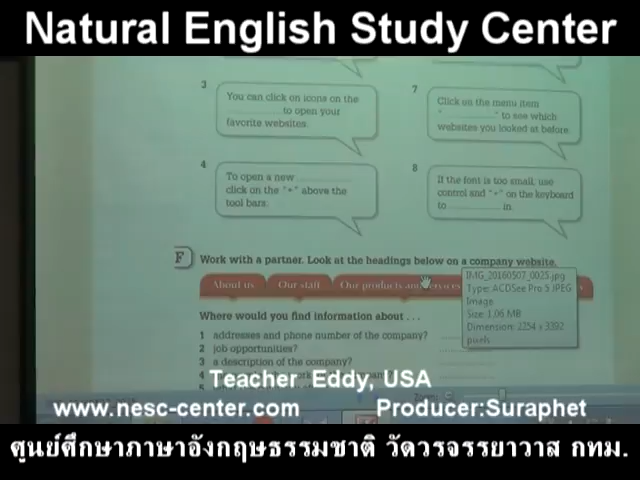 Natural English Study Center
3
You can click on icons on the
to open your
favorite websites.
7
Click on the menu item
" " to see which
websites you looked at before.
4
To open a new
click on the "+" above the
tool bars.
8
If the font is too small, use
control and "+" on the keyboard
to in.
F Work with a partner. Look at the headings below on a company website.
About us Our staff Our products and services
IMG_20160507_0025.jpg
Type: ACDSee Pro 5 JPEG
Image
Size: 1.06 MB
Dimension: 2254 x 3392
pixels
Where would you find information about . . .
1 addresses and phone number of the company?
2 job opportunities?
3 a description of the company?
Teacher Eddy, USA
www.nesc-center.com Producer:Suraphet
ศูนย์ศึกษาภาษาอังกฤษธรรมชาติ วัดวรจรรยาวาส กทม.